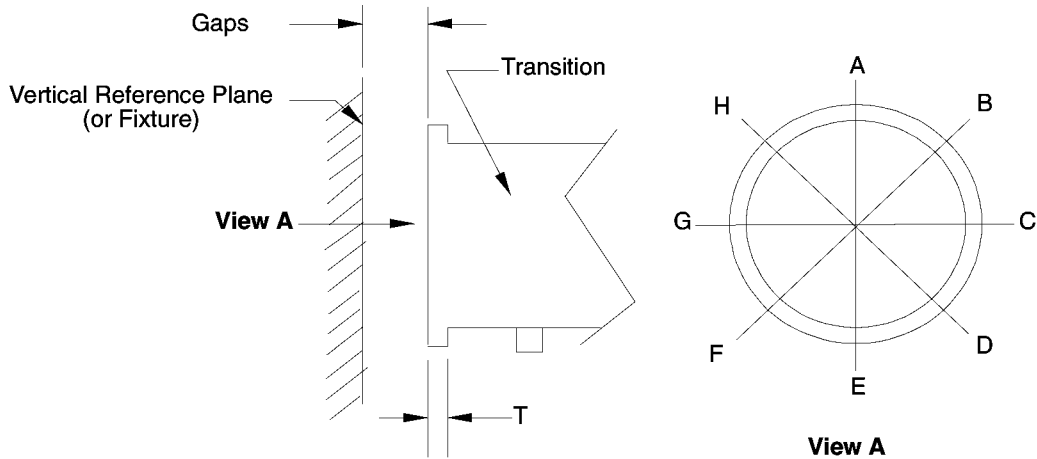 Gaps
Vertical Reference Plane
(or Fixture)
Transition
View A
T
A
B
C
D
E
F
G
H
View A